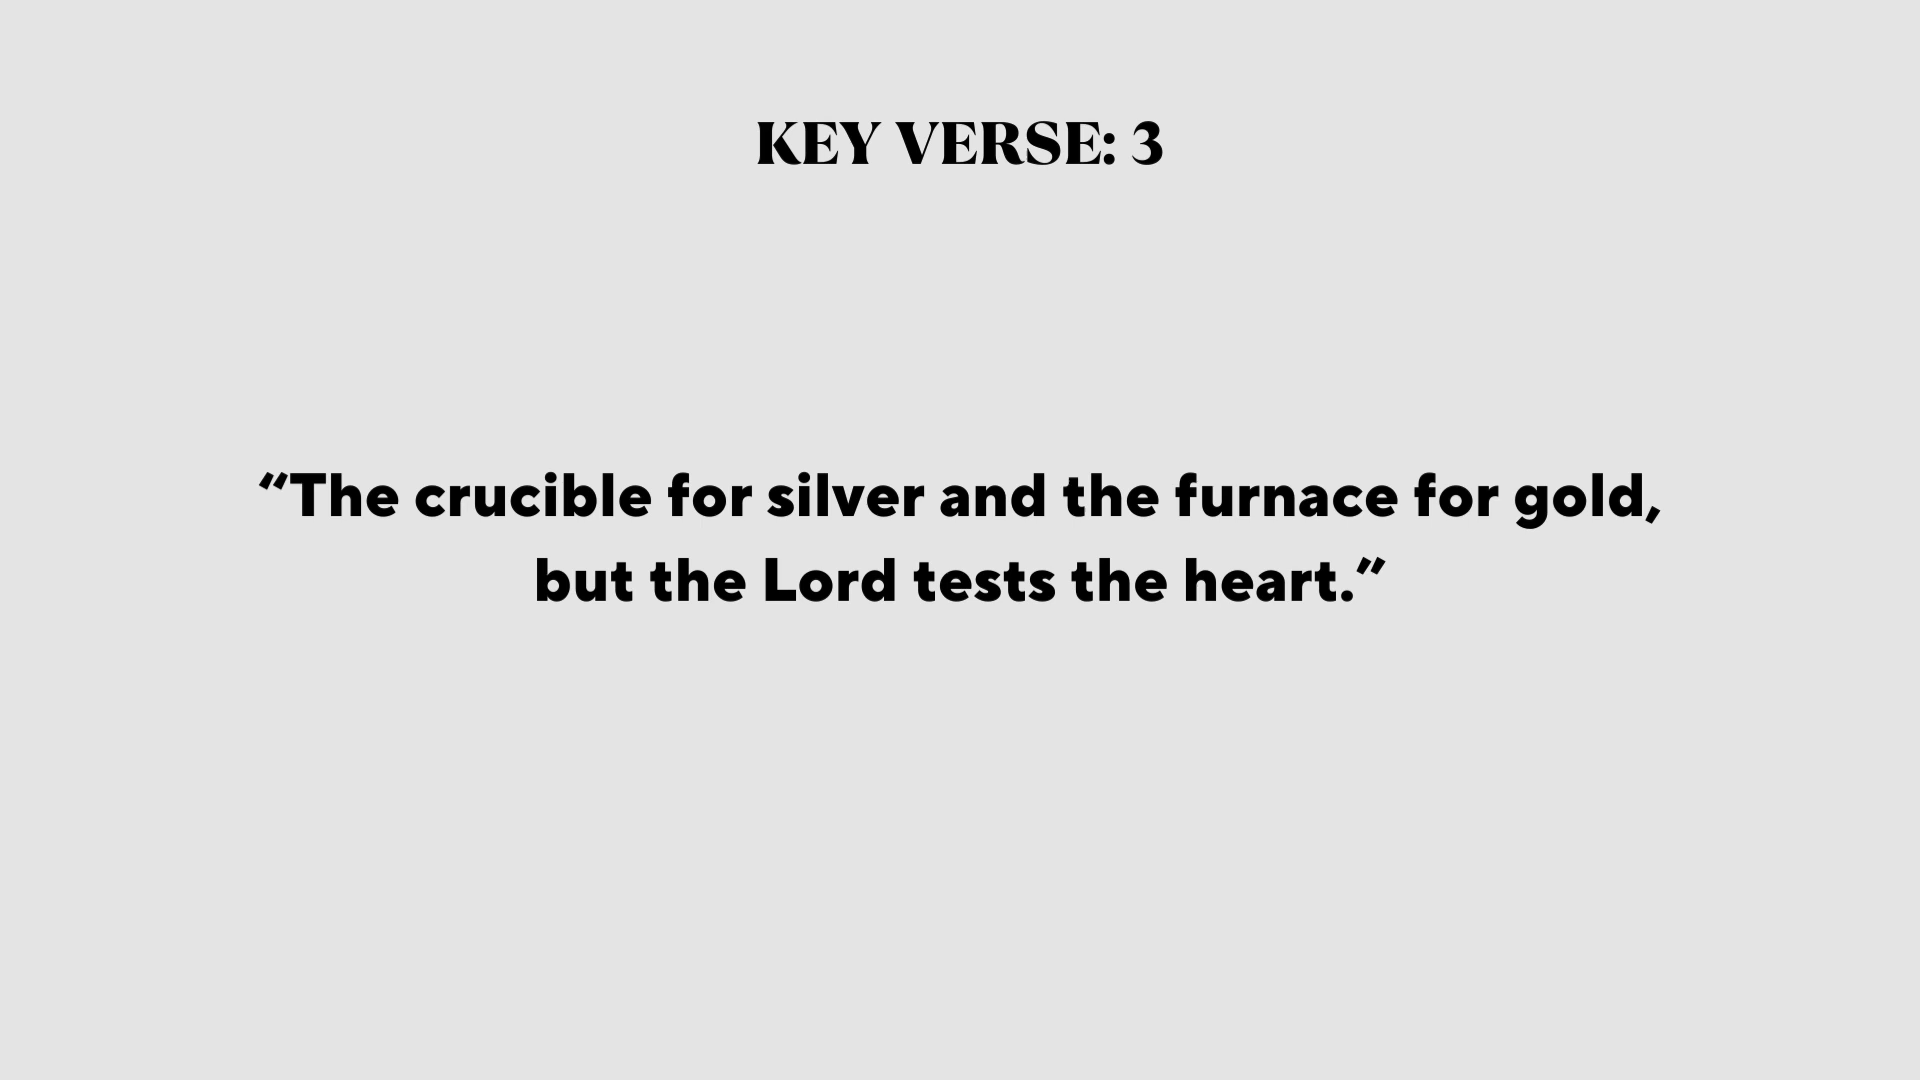 KEY VERSE: 3
“The crucible for silver and the furnace for gold,
but the Lord tests the heart.”